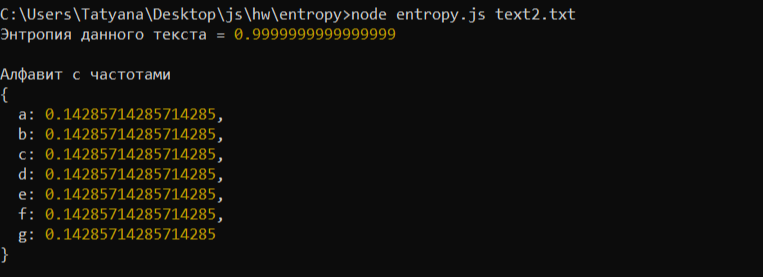 C:\Users\Tatyana\Desktop\js\hw\entropy>node entropy.js text2.txt
Энтропия данного текста = 0.9999999999999999
Алфавит с частотами
{
a: 0.14285714285714285,
b: 0.14285714285714285,
c: 0.14285714285714285,
d: 0.14285714285714285,
e: 0.14285714285714285,
f: 0.14285714285714285,
g: 0.14285714285714285
}